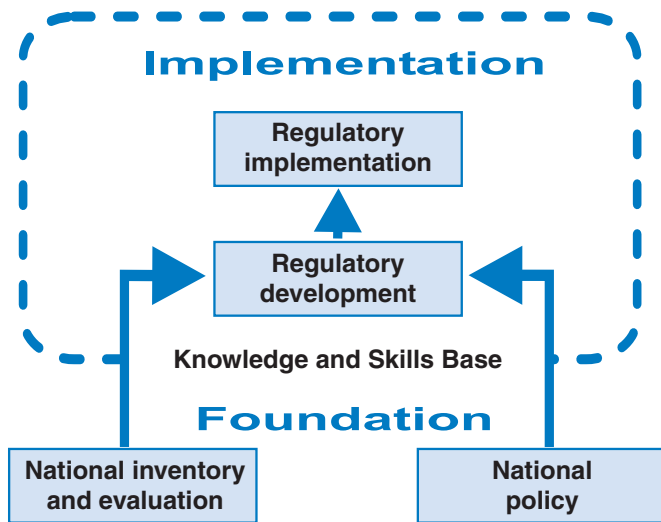 Implementation
Regulatory
implementation
Regulatory
development
Knowledge and Skills Base
Foundation
National inventory
and evaluation
National
policy